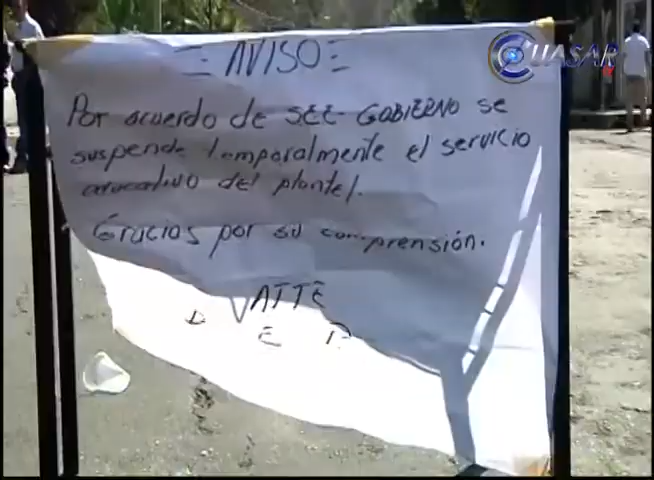 = AVISO =
QUASAR
Por acuerdo de SEE- GOBIERNO se
suspende temporalmente el servicio
educativo del plantel.
Gracias por su comprensión.
ATTE
D E P.